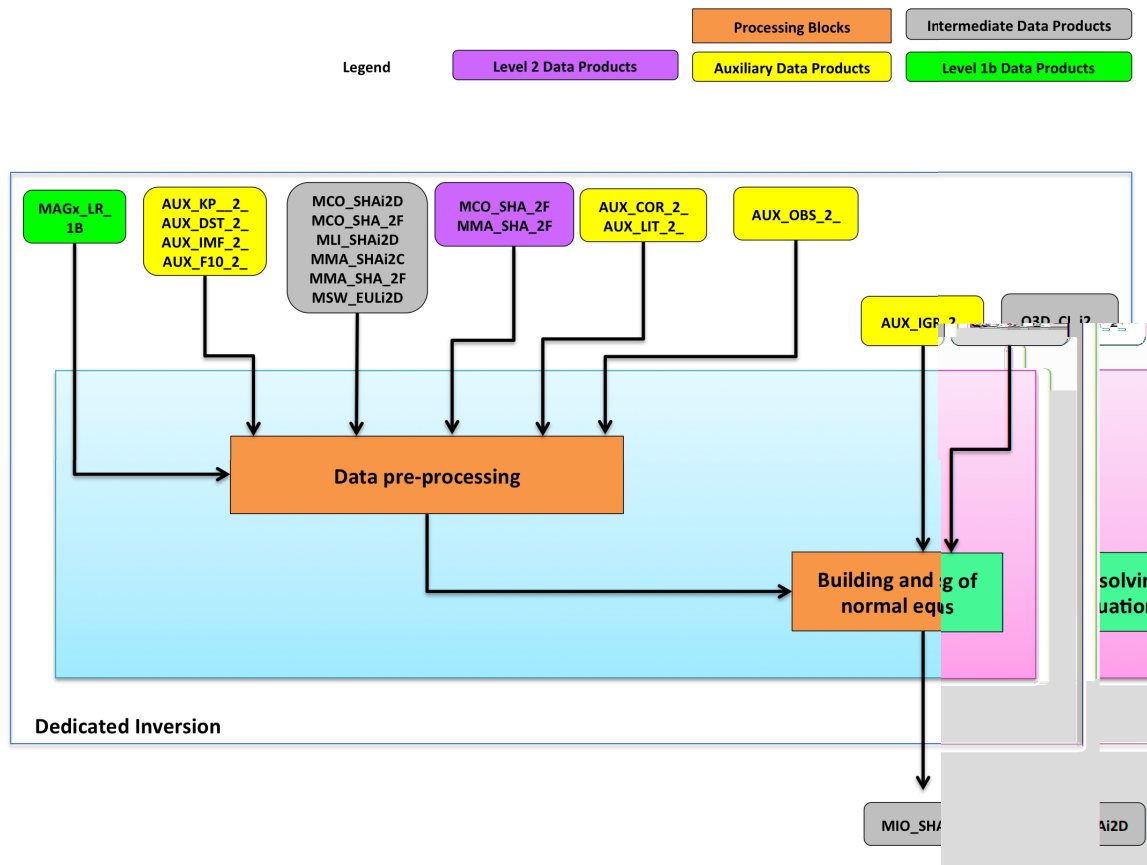 Processing Blocks
Intermediate Data Products
Legend
Level 2 Data Products
Auxiliary Data Products
Level 1b Data Products
MAGx_LR_
1B
AUX_KP__2_
AUX_DST_2_
AUX_IMF_2_
AUX_F10_2_
MCO_SHAi2D
MCO_SHA_2F
MLI_SHAi2D
MMA_SHAi2C
MMA_SHA_2F
MSW_EULi2D
MCO_SHA_2F
MMA_SHA_2F
AUX_COR_2_
AUX_LIT_2_
AUX_OBS_2_
Data pre-processing
Building and
of
normal
Dedicated Inversion